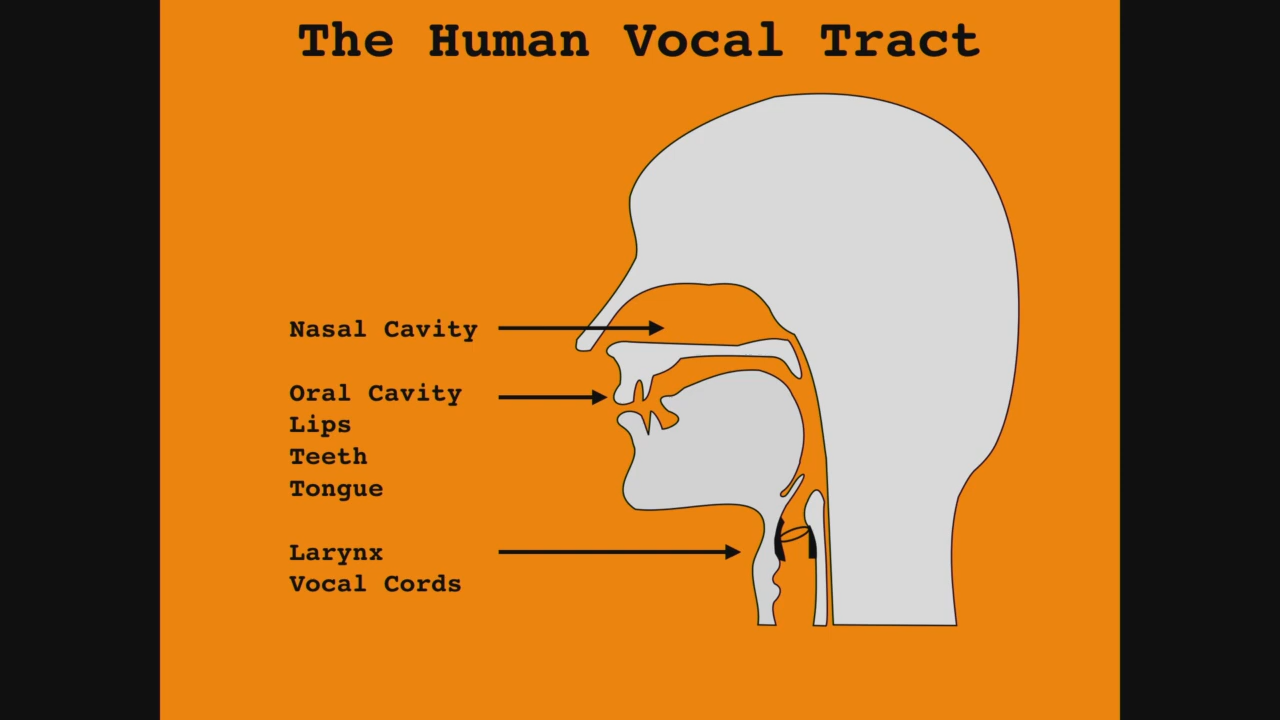 The Human Vocal Tract
Nasal Cavity
Oral Cavity
Lips
Teeth
Tongue
Larynx
Vocal Cords